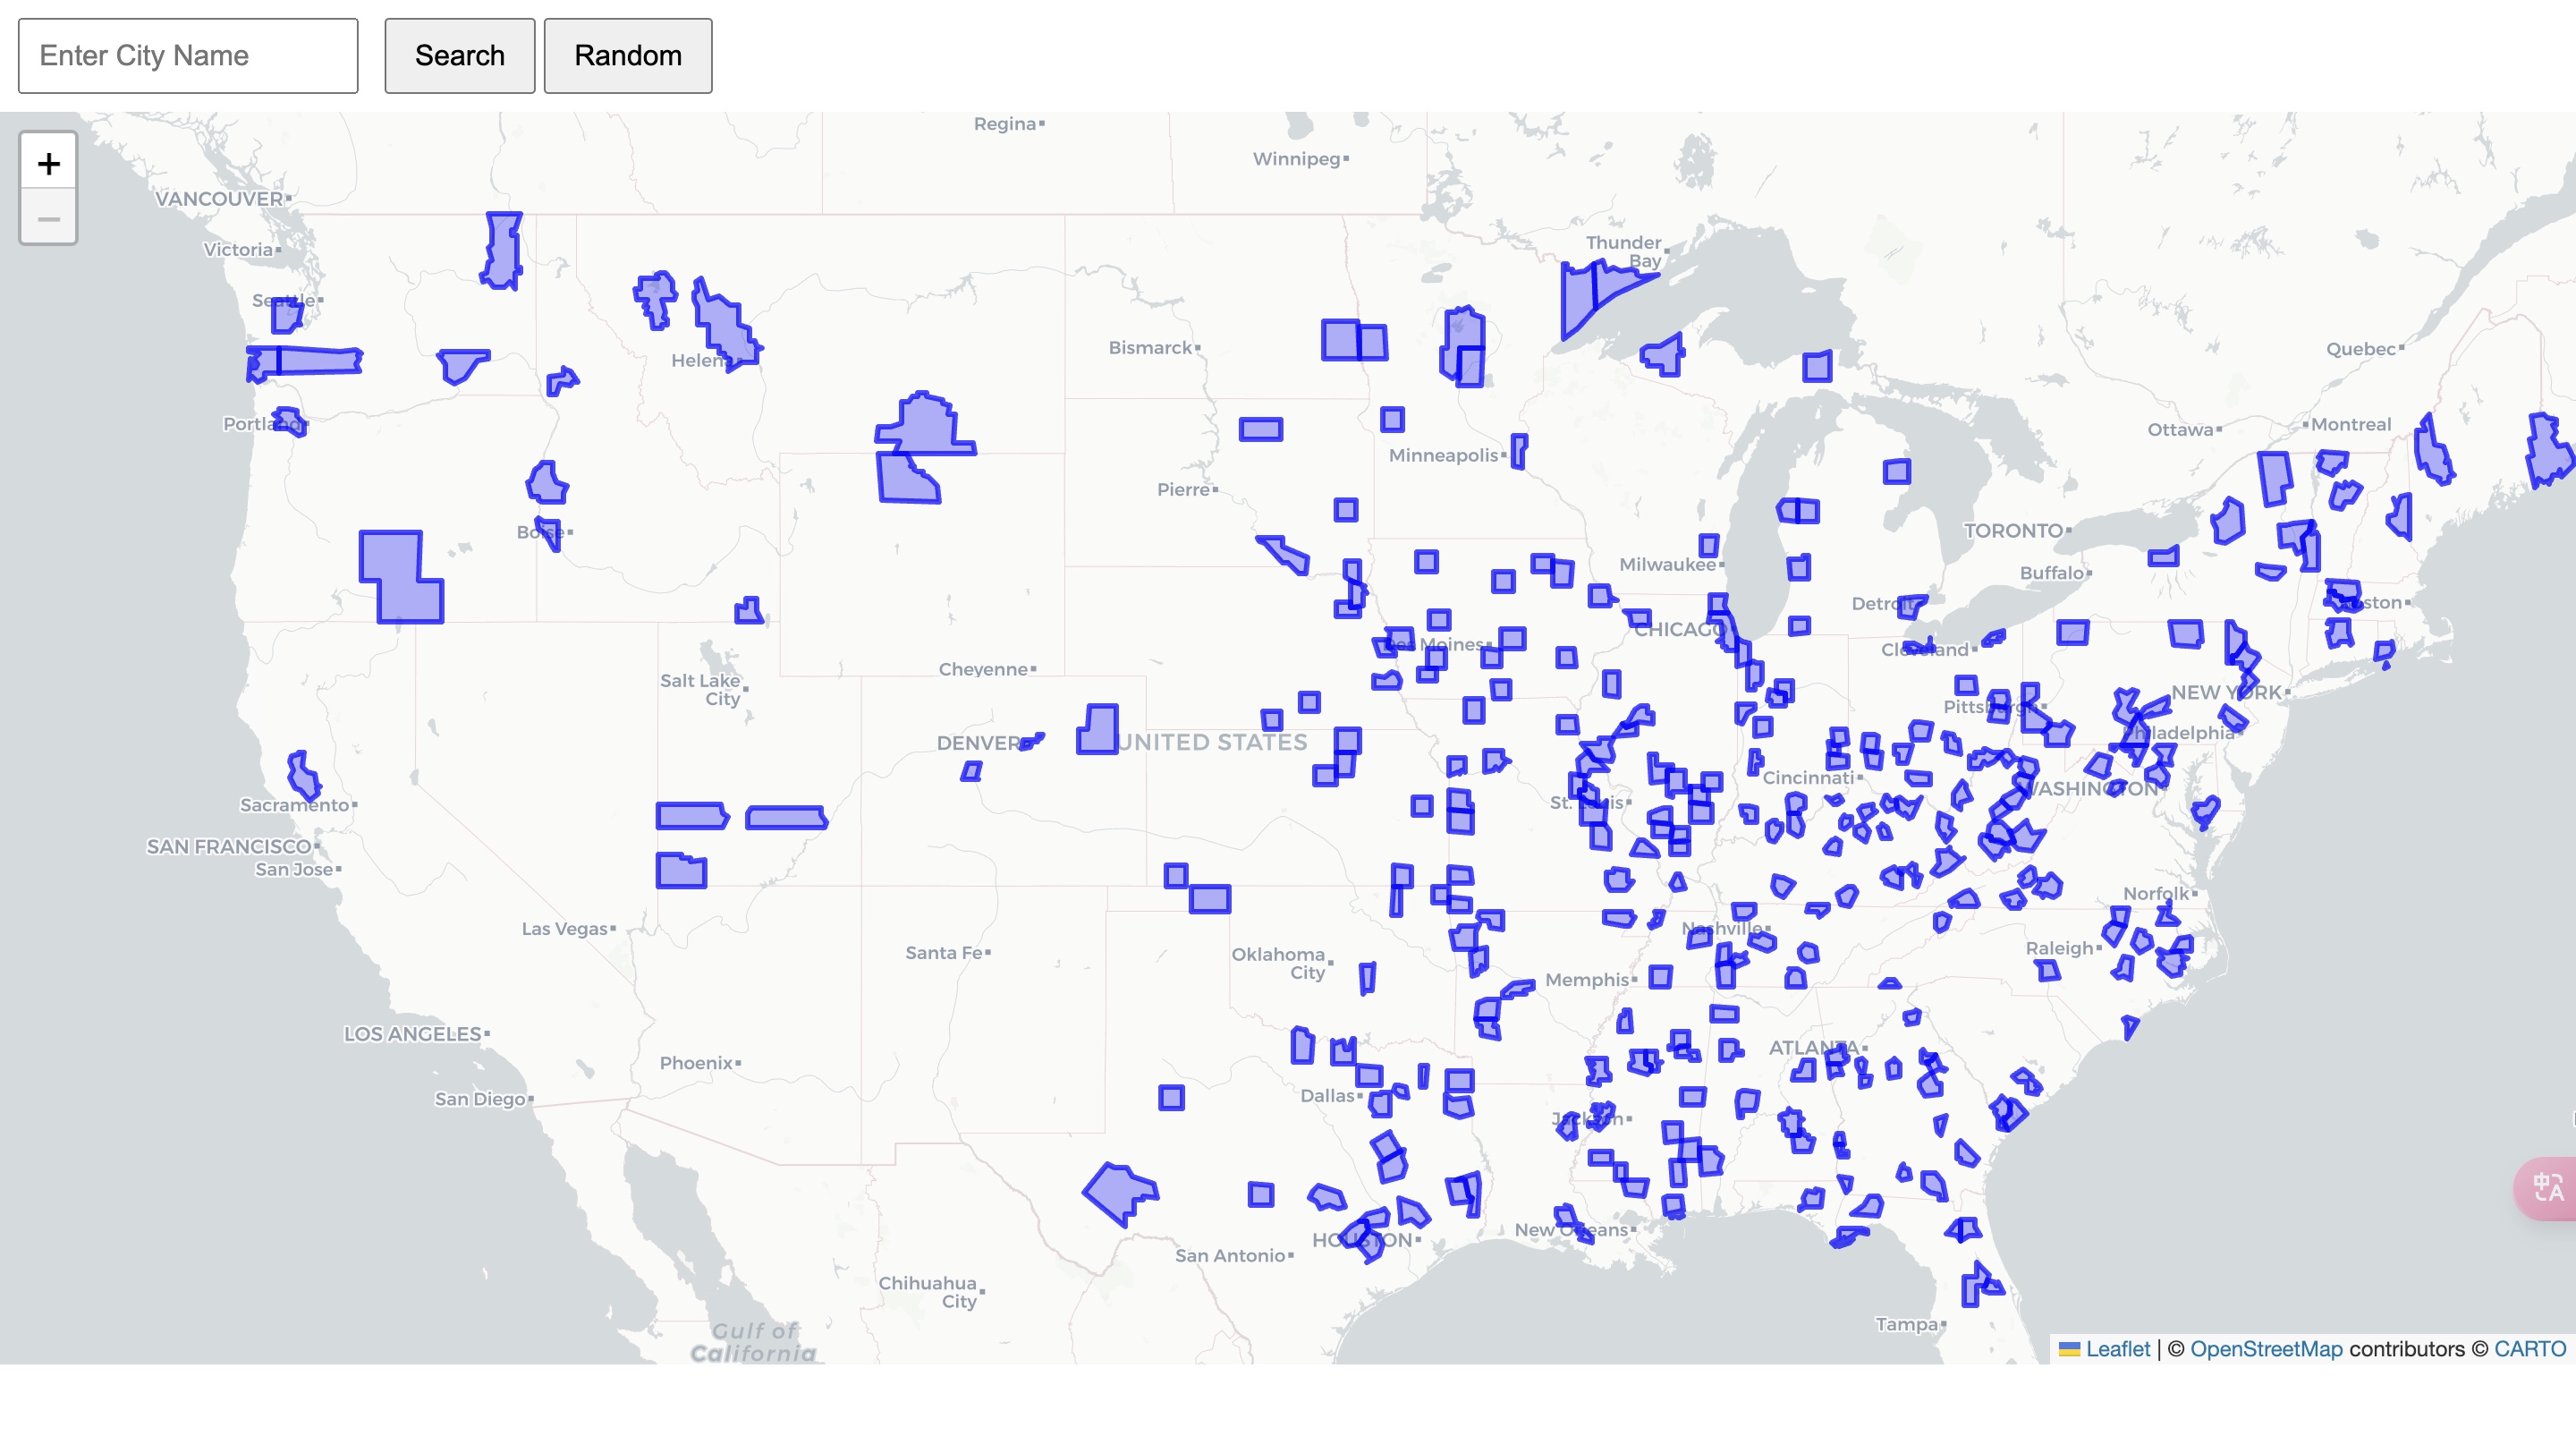 Enter City Name
Search
Random
+
−
Regina
Winnipeg
VANCOUVER
Victoria
Thunder
Bay
Seattle
Quebec
Bismarck
Helena
Portland
Ottawa
Montreal
Minneapolis
Pierre
TORONTO
Boise
Milwaukee
Buffalo
Detroit
CHICAGO
Des Moines
Cleveland
Cheyenne
Salt Lake
City
NEW YORK
Pittsburgh
Philadelphia
DENVER
UNITED STATES
Cincinnati
WASHINGTON
Sacramento
St. Louis
SAN FRANCISCO
San Jose
Norfolk
Las Vegas
Nashville
Raleigh
Santa Fe
Oklahoma
City
Memphis
LOS ANGELES
Phoenix
ATLANTA
San Diego
Dallas
Jackson
New Orleans
HOUSTON
San Antonio
Chihuahua
City
Gulf of
California
Tampa
Leaflet | © OpenStreetMap contributors © CARTO
中
A